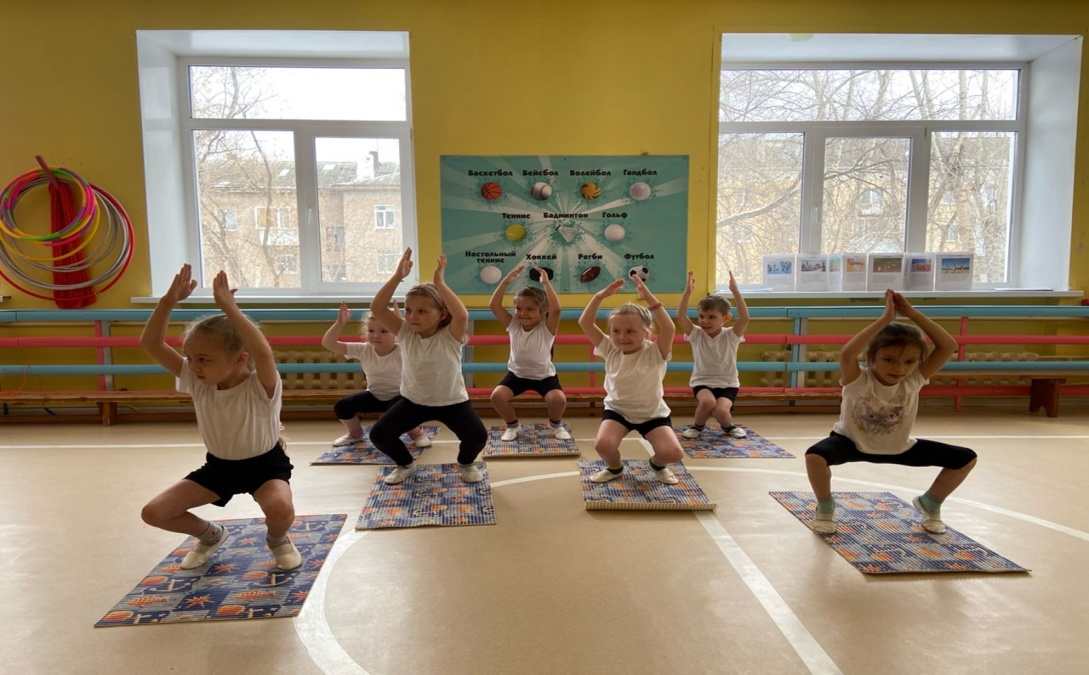 Баскетбол Бейсбол Волейбол Гандбол
Теннис Бадминтон Гольф
Настольный теннис Хоккей Регби Футбол